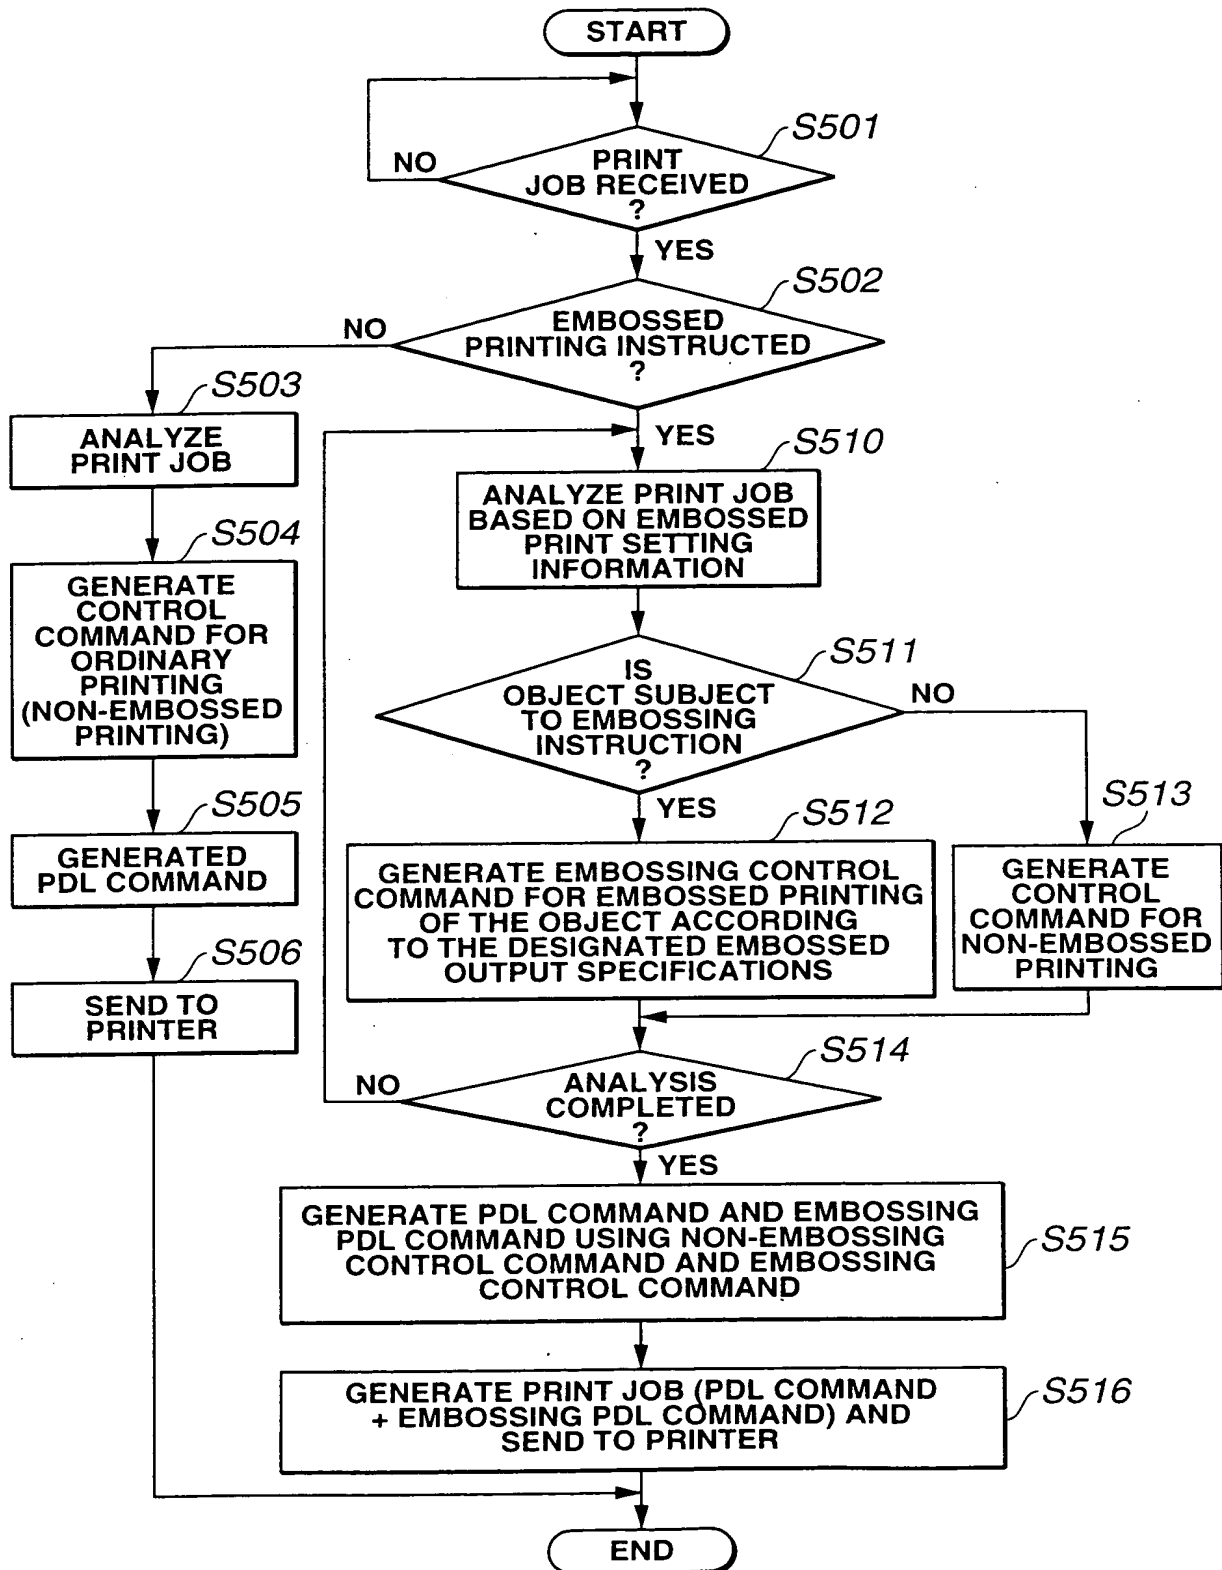 START
S501
NO
PRINT
JOB RECEIVED
?
YES
S502
NO
EMBOSSED
PRINTING INSTRUCTED
?
YES
S503
ANALYZE
PRINT JOB
S510
ANALYZE PRINT JOB
BASED ON EMBOSSED
PRINT SETTING
INFORMATION
S504
GENERATE
CONTROL
COMMAND FOR
ORDINARY
PRINTING
(NON-EMBOSSED
PRINTING)
S511
IS
OBJECT SUBJECT
TO EMBOSSING
INSTRUCTION
?
NO
YES
S505
GENERATED
PDL COMMAND
S512
GENERATE EMBOSSING CONTROL
COMMAND FOR EMBOSSED PRINTING
OF THE OBJECT ACCORDING
TO THE DESIGNATED EMBOSSED
OUTPUT SPECIFICATIONS
S513
GENERATE
CONTROL
COMMAND FOR
NON-EMBOSSED
PRINTING
S506
SEND TO
PRINTER
S514
NO
ANALYSIS
COMPLETED
?
YES
GENERATE PDL COMMAND AND EMBOSSING
PDL COMMAND USING NON-EMBOSSING
CONTROL COMMAND AND EMBOSSING
CONTROL COMMAND
S515
GENERATE PRINT JOB (PDL COMMAND
+ EMBOSSING PDL COMMAND) AND
SEND TO PRINTER
S516
END